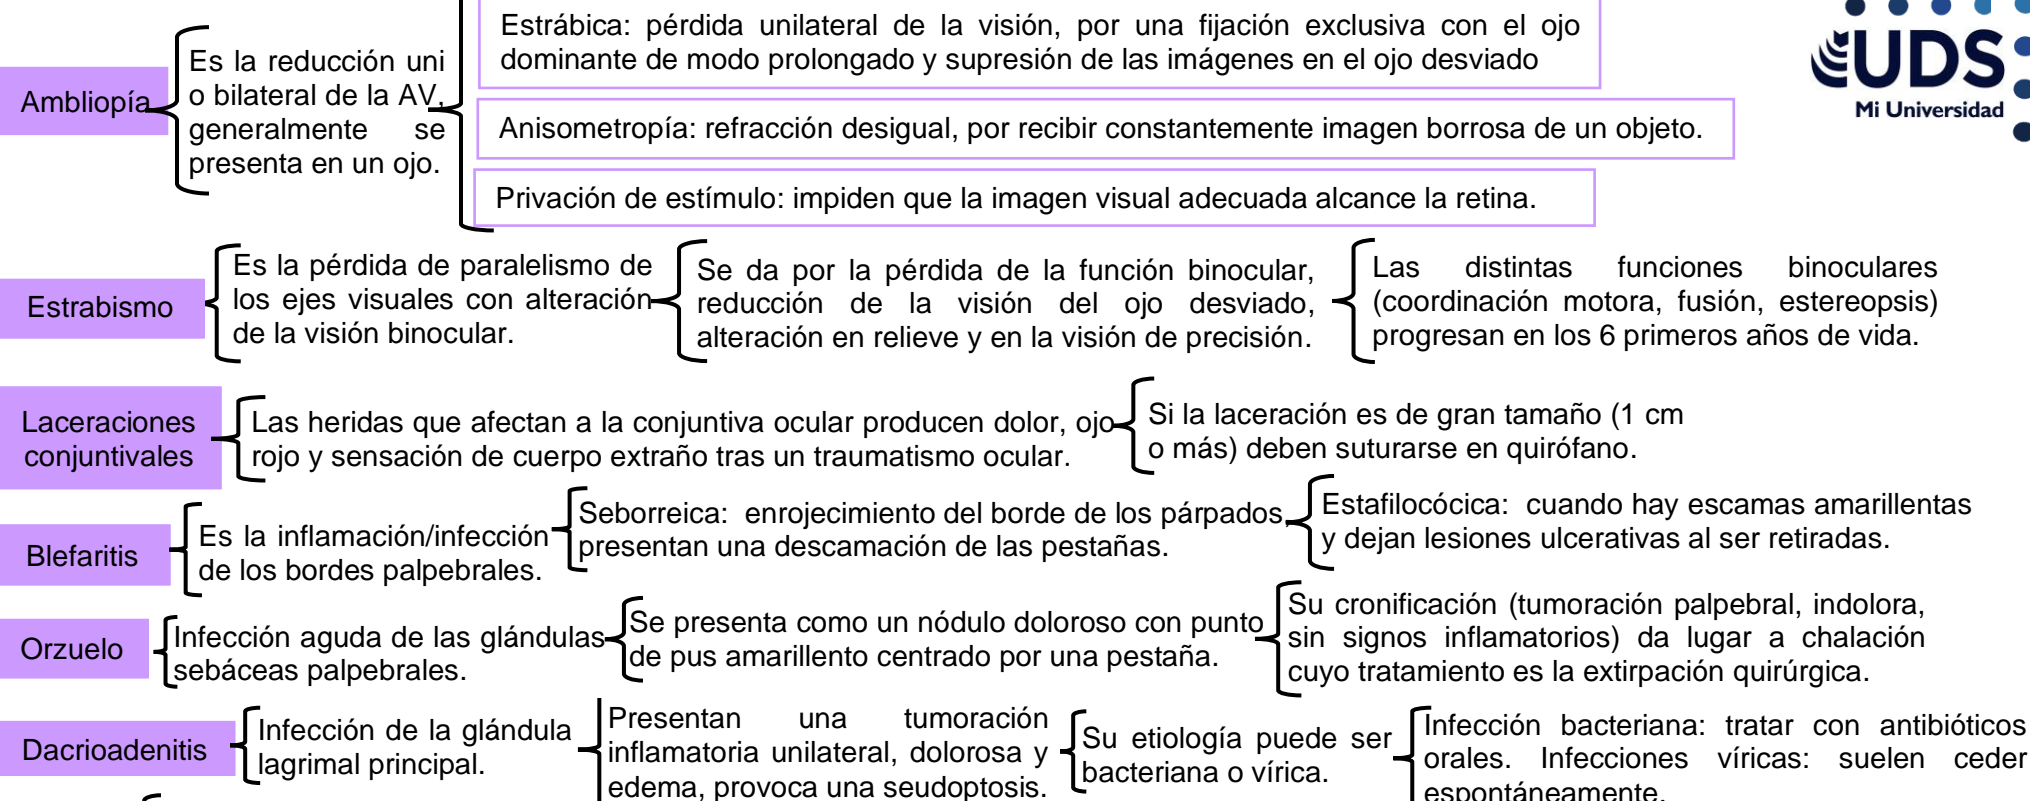 Estrábica: pérdida unilateral de la visión, por una fijación exclusiva con el ojo
dominante de modo prolongado y supresión de las imágenes en el ojo desviado
UDS
Mi Universidad
Ambliopía
Es la reducción uni
o bilateral de la AV,
generalmente se
presenta en un ojo.
Anisometropía: refracción desigual, por recibir constantemente imagen borrosa de un objeto.
Privación de estímulo: impiden que la imagen visual adecuada alcance la retina.
Estrabismo
Es la pérdida de paralelismo de
los ejes visuales con alteración
de la visión binocular.
Se da por la pérdida de la función binocular,
reducción de la visión del ojo desviado,
alteración en relieve y en la visión de precisión.
Las distintas funciones binoculares
(coordinación motora, fusión, estereopsis)
progresan en los 6 primeros años de vida.
Laceraciones
conjuntivales
Las heridas que afectan a la conjuntiva ocular producen dolor, ojo
rojo y sensación de cuerpo extraño tras un traumatismo ocular.
Si la laceración es de gran tamaño (1 cm
o más) deben suturarse en quirófano.
Blefaritis
Es la inflamación/infección
de los bordes palpebrales.
Seborreica: enrojecimiento del borde de los párpados,
presentan una descamación de las pestañas.
Estafilocócica: cuando hay escamas amarillentas
y dejan lesiones ulcerativas al ser retiradas.
Orzuelo
Infección aguda de las glándulas
sebáceas palpebrales.
Se presenta como un nódulo doloroso con punto
de pus amarillento centrado por una pestaña.
Su cronificación (tumoración palpebral, indolora,
sin signos inflamatorios) da lugar a chalación
cuyo tratamiento es la extirpación quirúrgica.
Dacrioadenitis
Infección de la glándula
lagrimal principal.
Presentan una tumoración
inflamatoria unilateral, dolorosa y
edema, provoca una seudoptosis.
Su etiología puede ser
bacteriana o vírica.
Infección bacteriana: tratar con antibióticos
orales. Infecciones víricas: suelen ceder
espontáneamente.